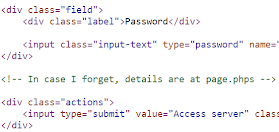 <div class="field">
<div class="label">Password</div>
<input class="input-text" type="password" name="
<!-- In case I forget, details are at page.phps -->
<div class="actions">
<input type="submit" value="Access server" class
</div>